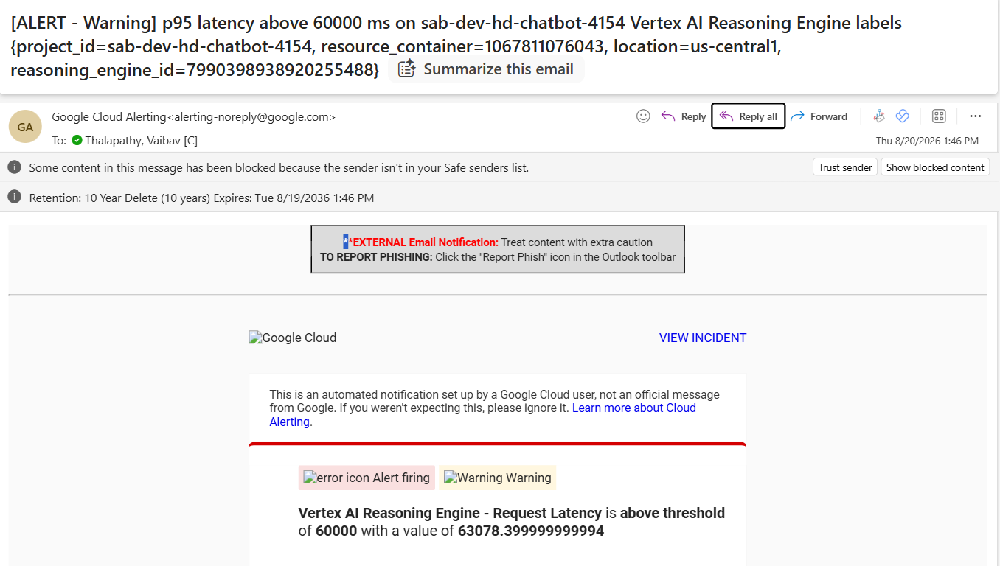 [ALERT - Warning] p95 latency above 60000 ms on sab-dev-hd-chatbot-4154 Vertex AI Reasoning Engine labels
{project_id=sab-dev-hd-chatbot-4154, resource_container=1067811076043, location=us-central1,
reasoning_engine_id=7990398938920255488} Summarize this email
GA
Google Cloud Alerting<alerting-noreply@google.com>
Reply
Reply all
Forward
To: Thalapathy, Vaibav [C]
Thu 8/20/2026 1:46 PM
Some content in this message has been blocked because the sender isn't in your Safe senders list.
Trust sender
Show blocked content
Retention: 10 Year Delete (10 years) Expires: Tue 8/19/2036 1:46 PM
**EXTERNAL Email Notification: Treat content with extra caution
TO REPORT PHISHING: Click the "Report Phish" icon in the Outlook toolbar
Google Cloud
VIEW INCIDENT
This is an automated notification set up by a Google Cloud user, not an official message
from Google. If you weren't expecting this, please ignore it. Learn more about Cloud
Alerting.
error icon Alert firing
Warning Warning
Vertex AI Reasoning Engine - Request Latency is above threshold
of 60000 with a value of 63078.399999999994